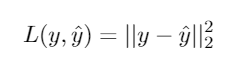 L(y, ŷ) = ||y − ŷ||₂²